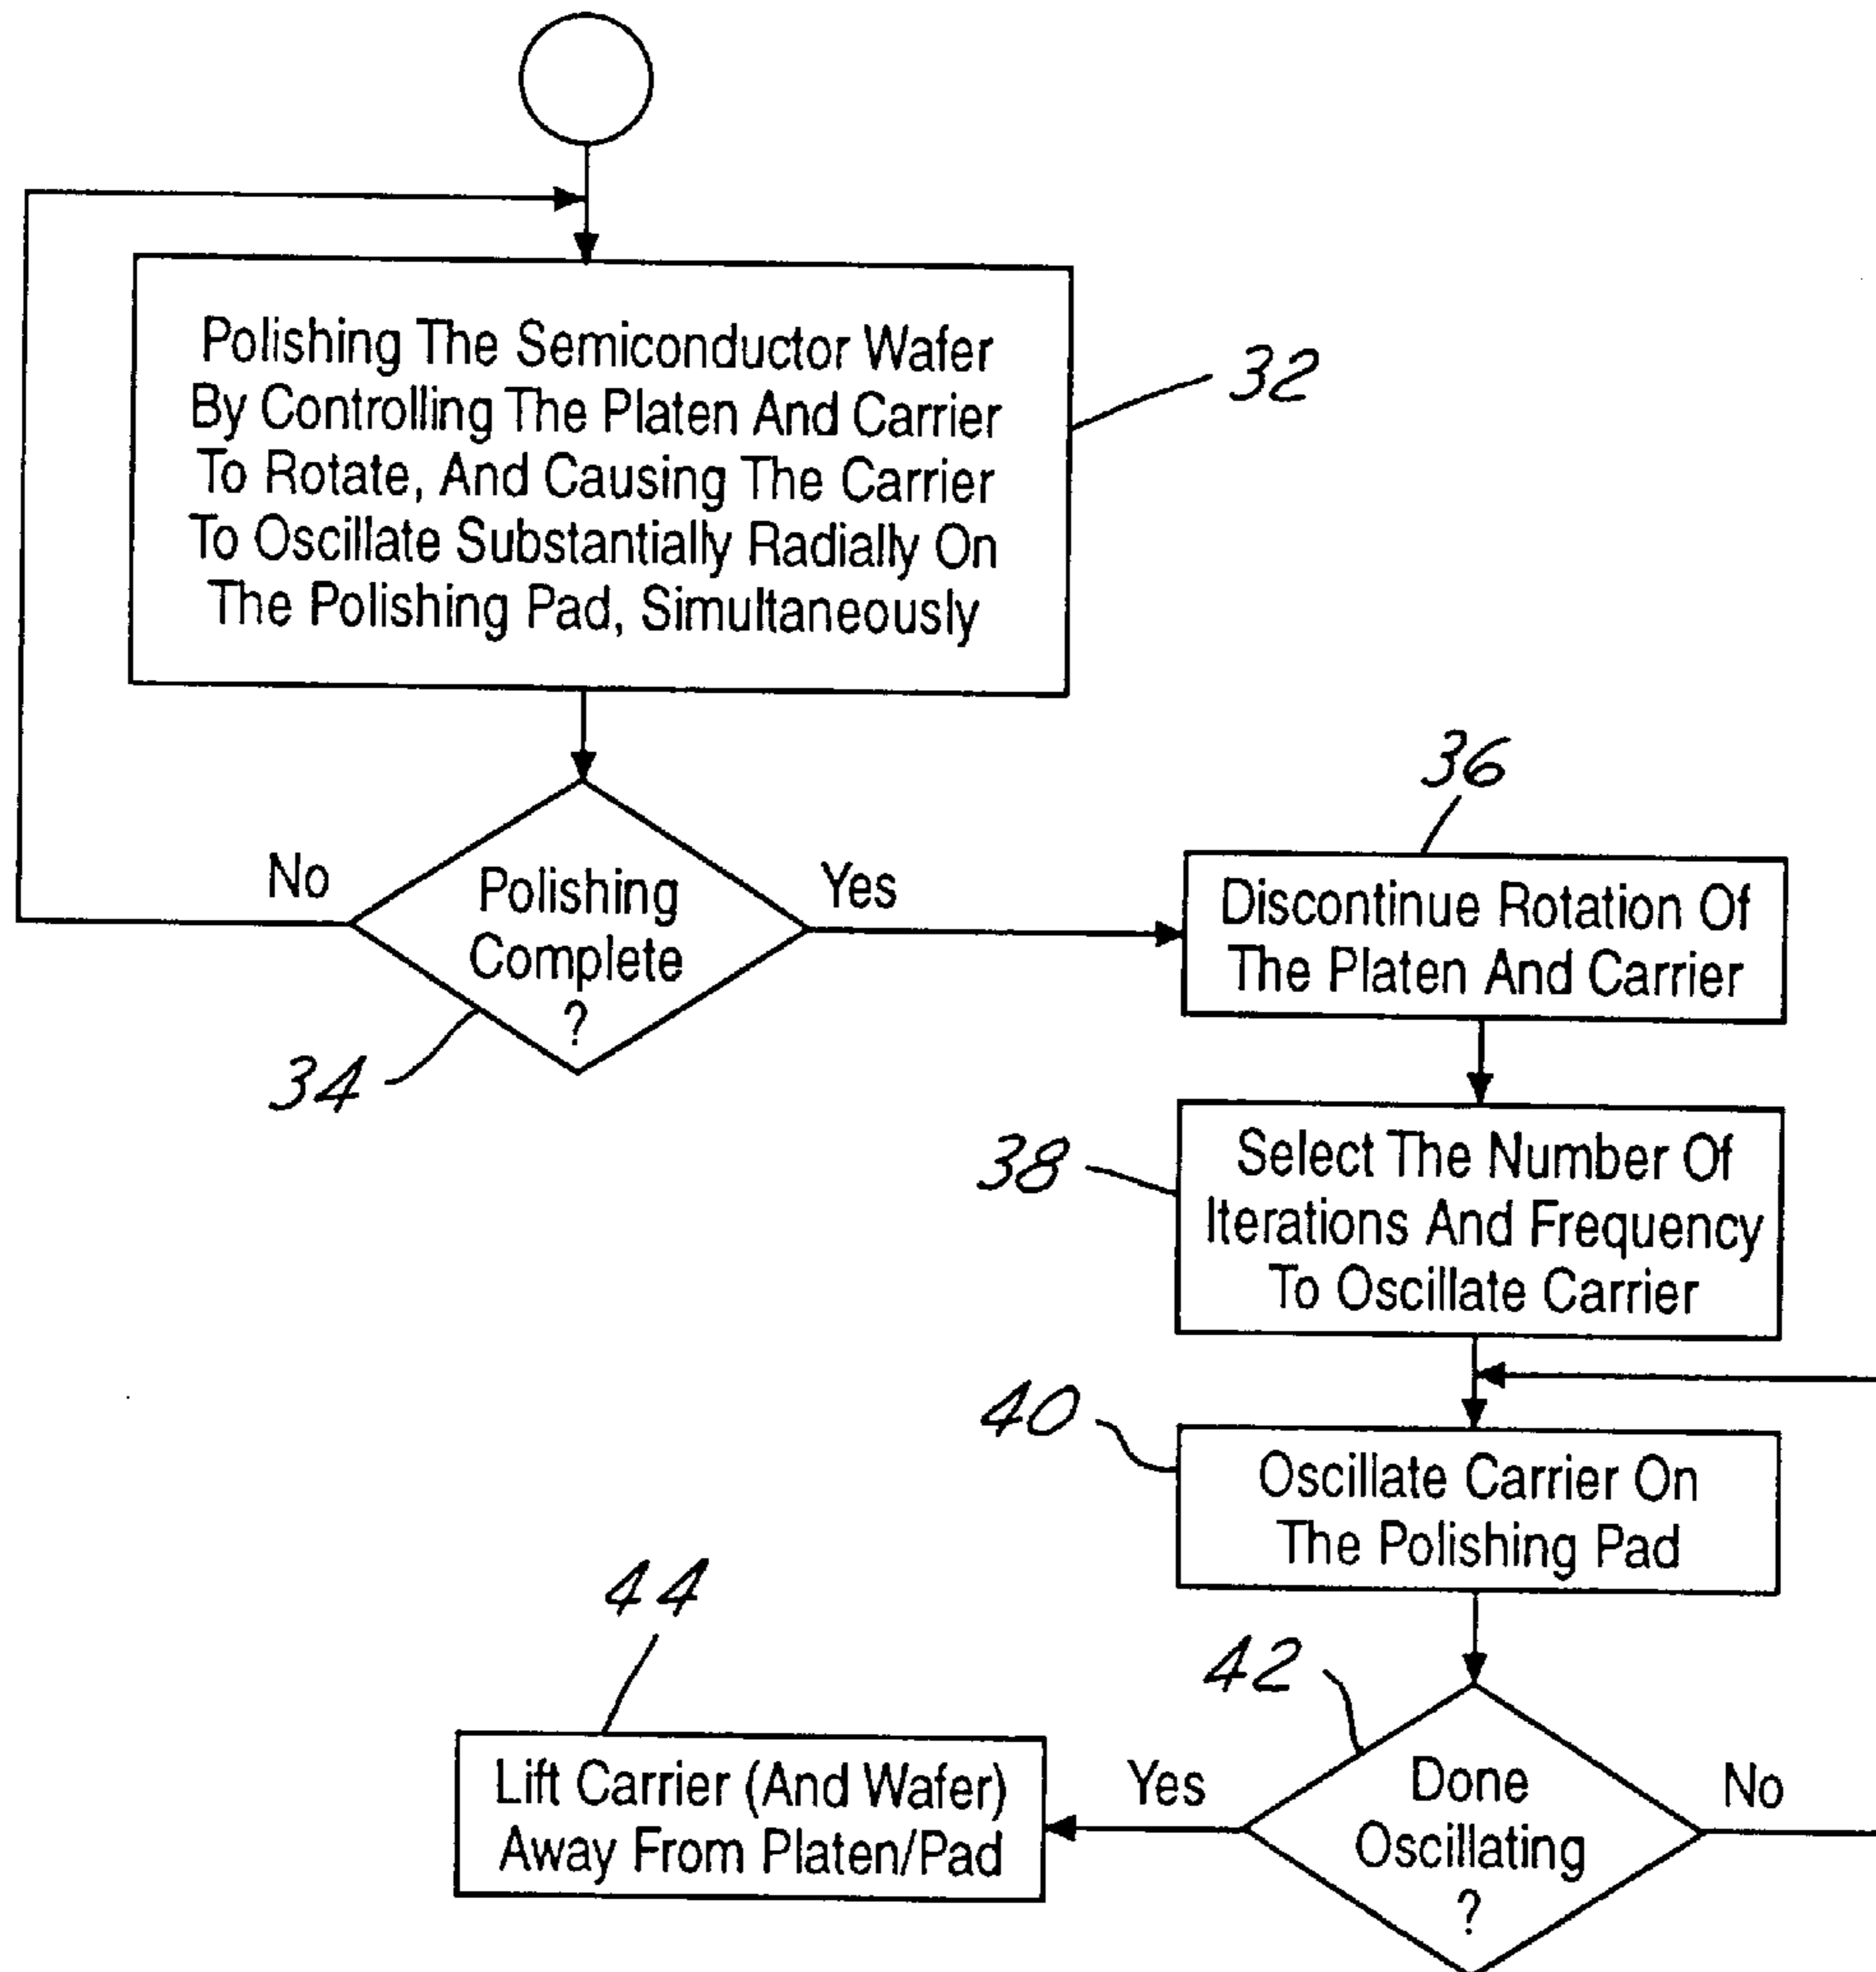 Polishing The Semiconductor Wafer
By Controlling The Platen And Carrier
To Rotate, And Causing The Carrier
To Oscillate Substantially Radially On
The Polishing Pad, Simultaneously
32
No
Polishing
Complete
?
Yes
34
36
Discontinue Rotation Of
The Platen And Carrier
38
Select The Number Of
Iterations And Frequency
To Oscillate Carrier
40
Oscillate Carrier On
The Polishing Pad
44
42
Lift Carrier (And Wafer)
Away From Platen/Pad
Yes
Done
Oscillating
?
No